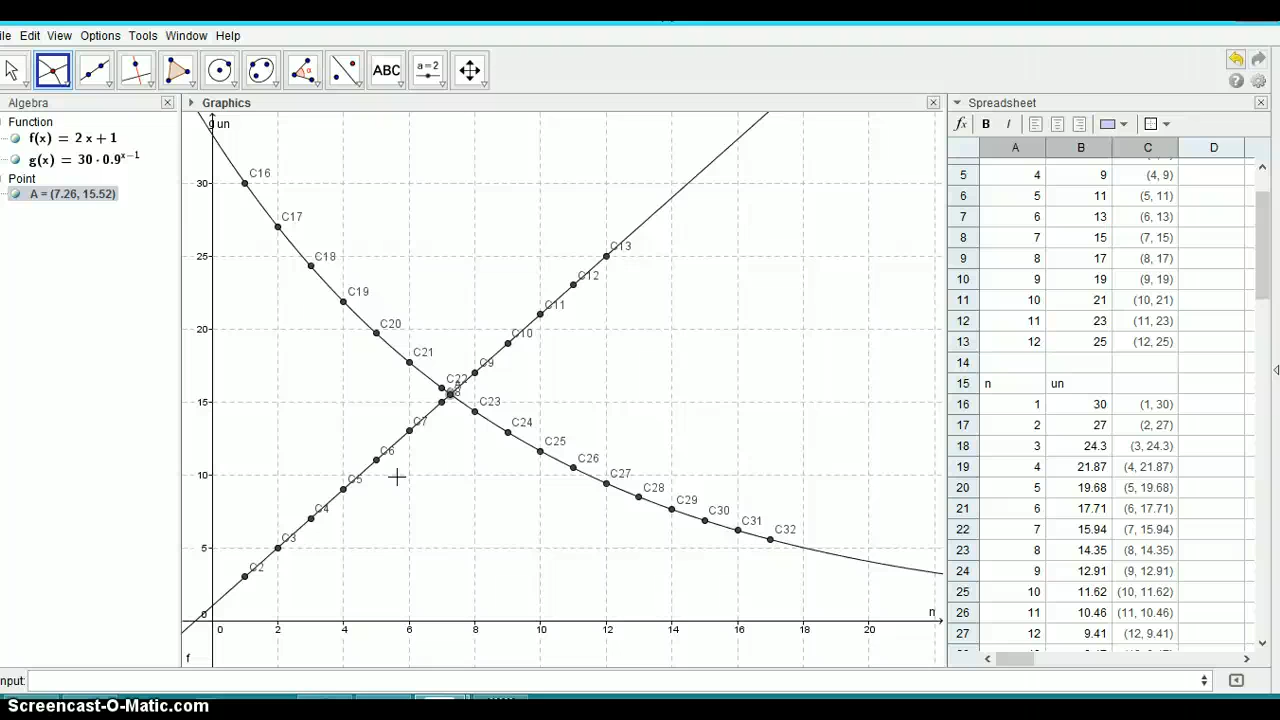 ile Edit View Options Tools Window Help
ABC a=2
Algebra
Function
f(x) = 2 x + 1
g(x) = 30 · 0.9^x−1
Point
A = (7.26, 15.52)
Graphics
g un
30
25
20
15
10
5
0
0 2 4 6 8 10 12 14 16 18 20
n
f
C16
C17
C18
C19
C20
C21
C22
C23
C24
C25
C26
C27
C28
C29
C30
C31
C32
C13
C12
C11
C10
C9
C7
C6
C5
C4
C3
C2
Spreadsheet
fx B I
A B C D
5 4 9 (4, 9)
6 5 11 (5, 11)
7 6 13 (6, 13)
8 7 15 (7, 15)
9 8 17 (8, 17)
10 9 19 (9, 19)
11 10 21 (10, 21)
12 11 23 (11, 23)
13 12 25 (12, 25)
14
15 n un
16 1 30 (1, 30)
17 2 27 (2, 27)
18 3 24.3 (3, 24.3)
19 4 21.87 (4, 21.87)
20 5 19.68 (5, 19.68)
21 6 17.71 (6, 17.71)
22 7 15.94 (7, 15.94)
23 8 14.35 (8, 14.35)
24 9 12.91 (9, 12.91)
25 10 11.62 (10, 11.62)
26 11 10.46 (11, 10.46)
27 12 9.41 (12, 9.41)
nput:
Screencast-O-Matic.com